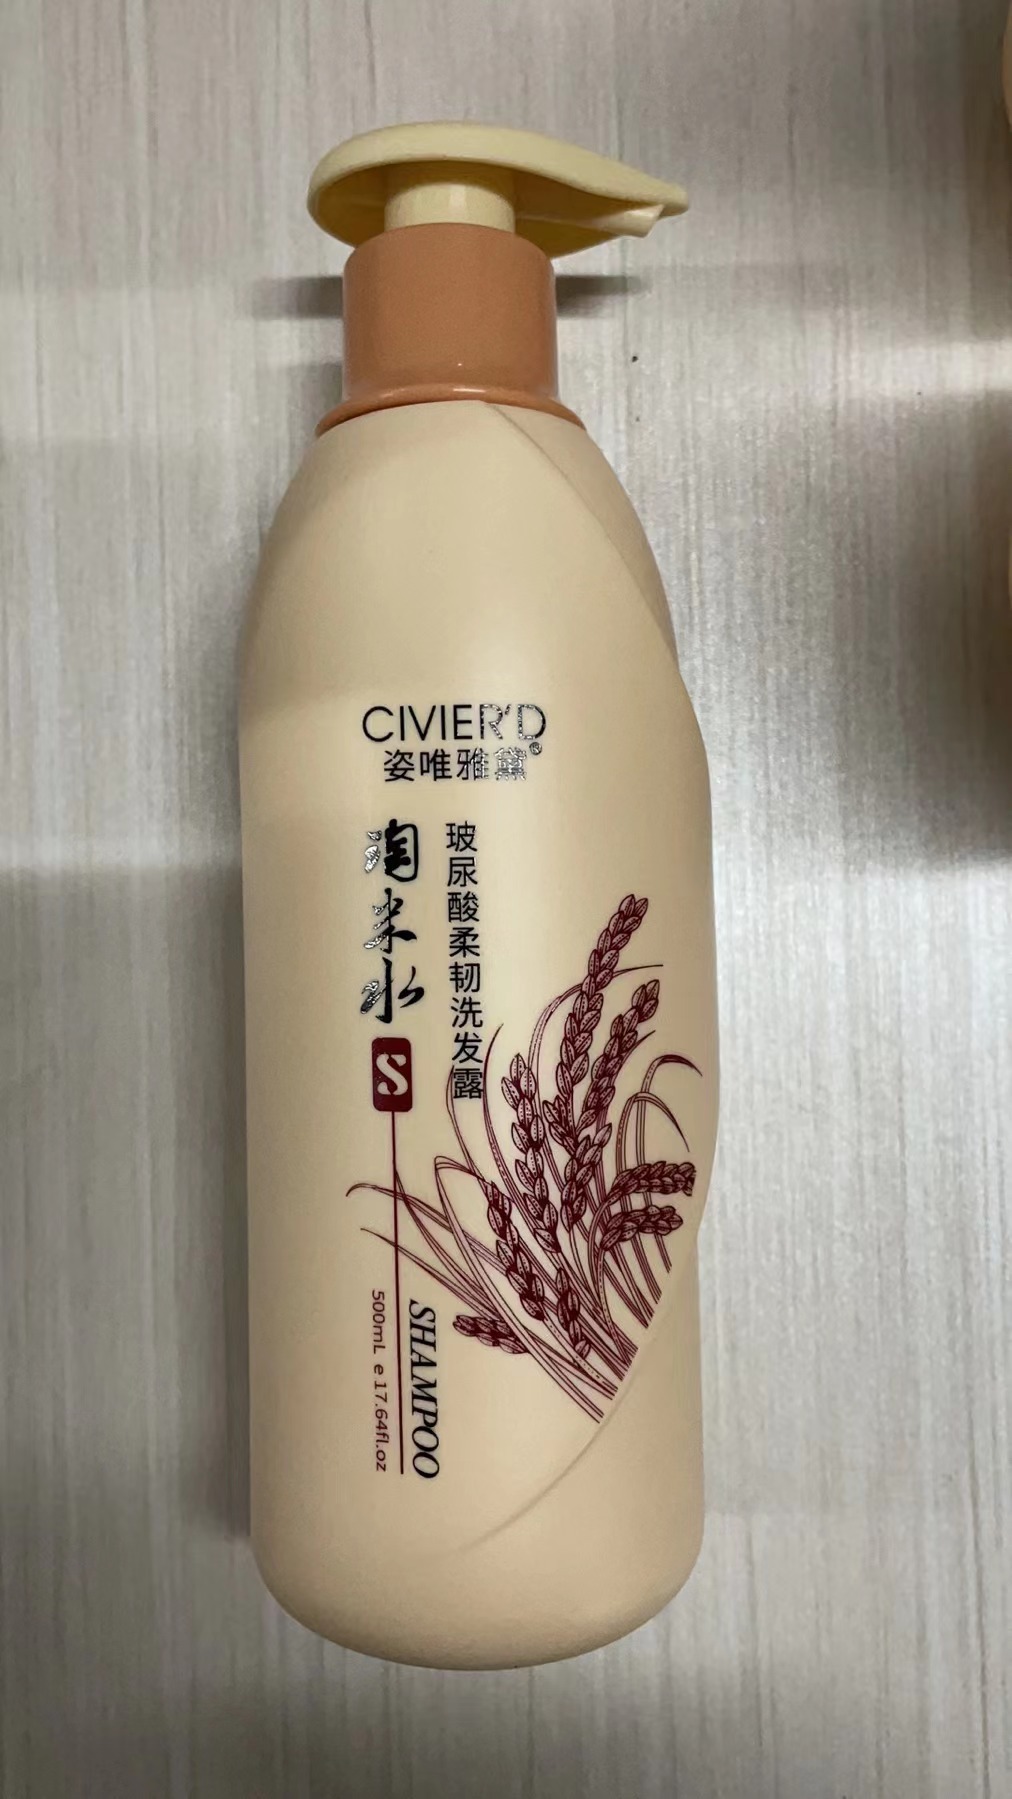 CIVIER'D
姿唯雅黛®
淘米水
S
玻尿酸柔韧洗发露
SHAMPOO
500mL e 17.64fl.oz